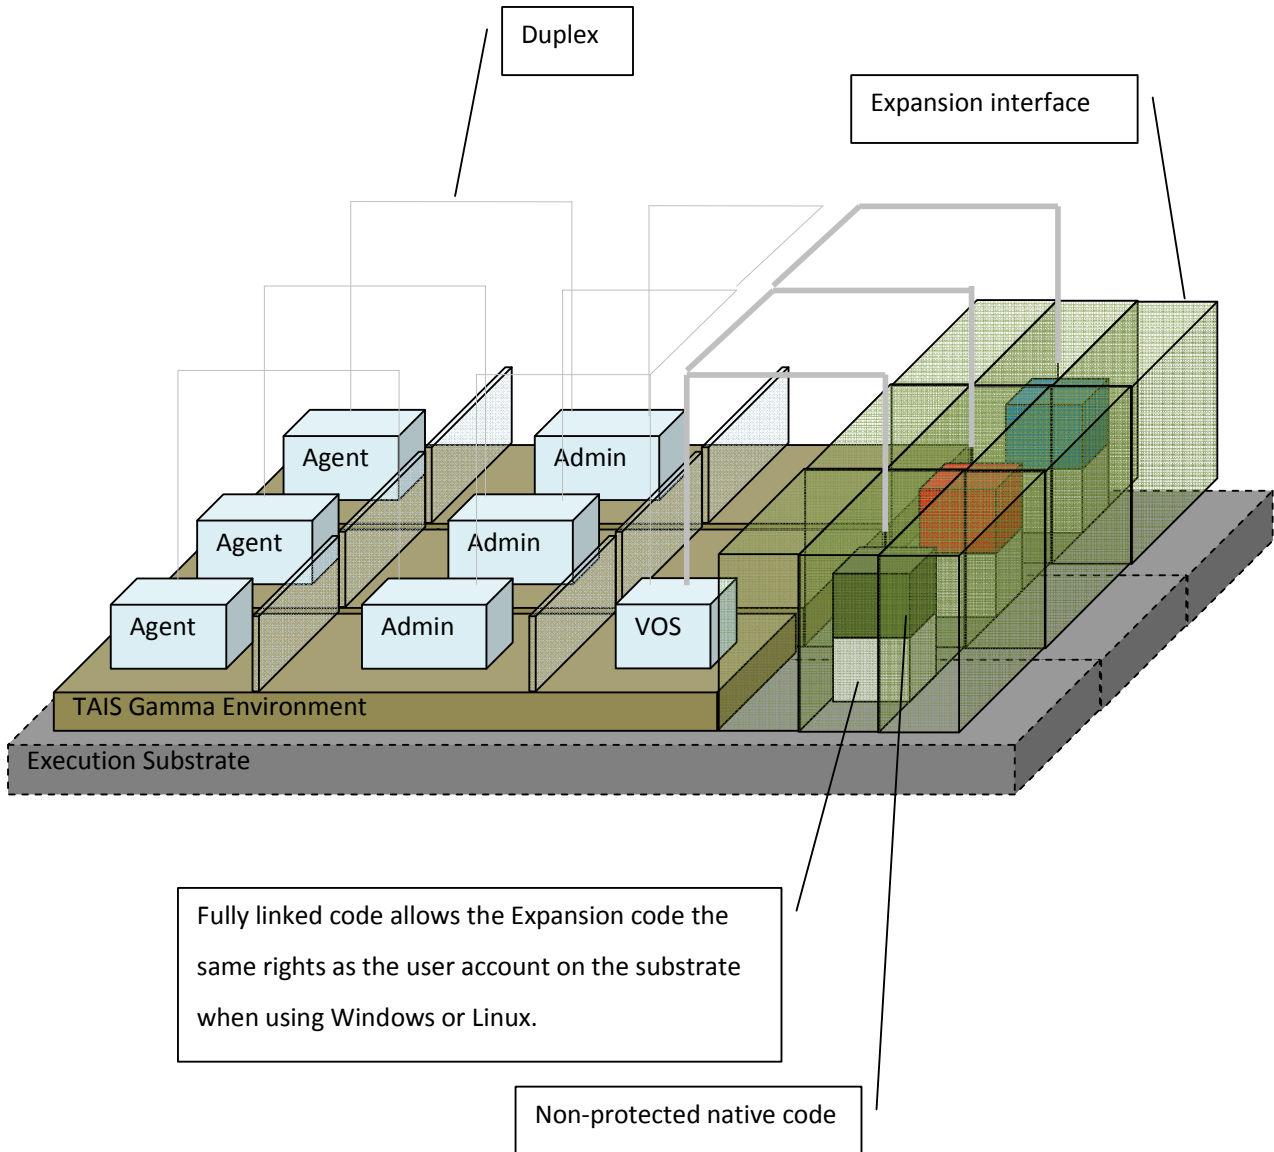 Duplex
Expansion interface
Agent
Admin
Agent
Admin
Agent
Admin
VOS
TAIS Gamma Environment
Execution Substrate
Fully linked code allows the Expansion code the
same rights as the user account on the substrate
when using Windows or Linux.
Non-protected native code